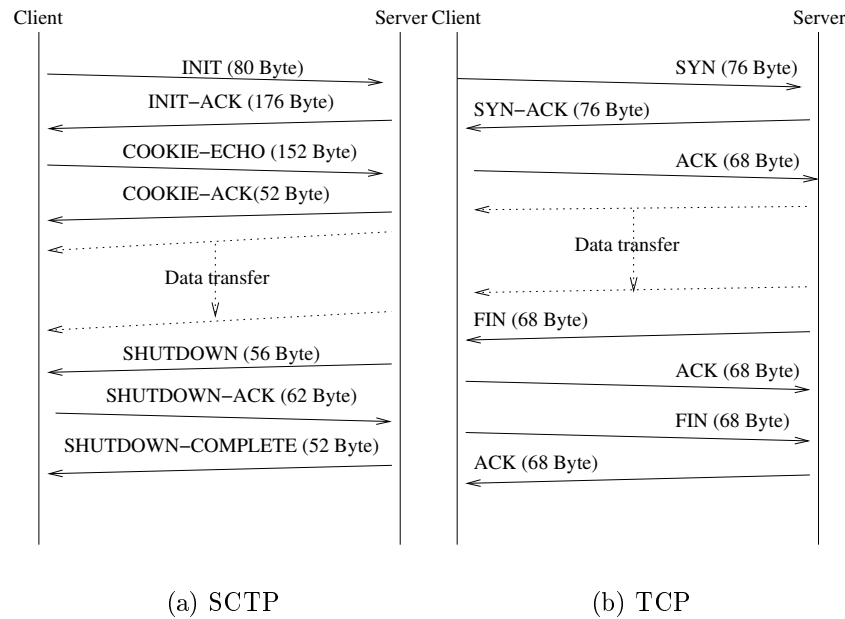 Client
Server
INIT (80 Byte)
INIT−ACK (176 Byte)
COOKIE−ECHO (152 Byte)
COOKIE−ACK(52 Byte)
Data transfer
SHUTDOWN (56 Byte)
SHUTDOWN−ACK (62 Byte)
SHUTDOWN−COMPLETE (52 Byte)
(a) SCTP
Client
Server
SYN (76 Byte)
SYN−ACK (76 Byte)
ACK (68 Byte)
Data transfer
FIN (68 Byte)
ACK (68 Byte)
FIN (68 Byte)
ACK (68 Byte)
(b) TCP